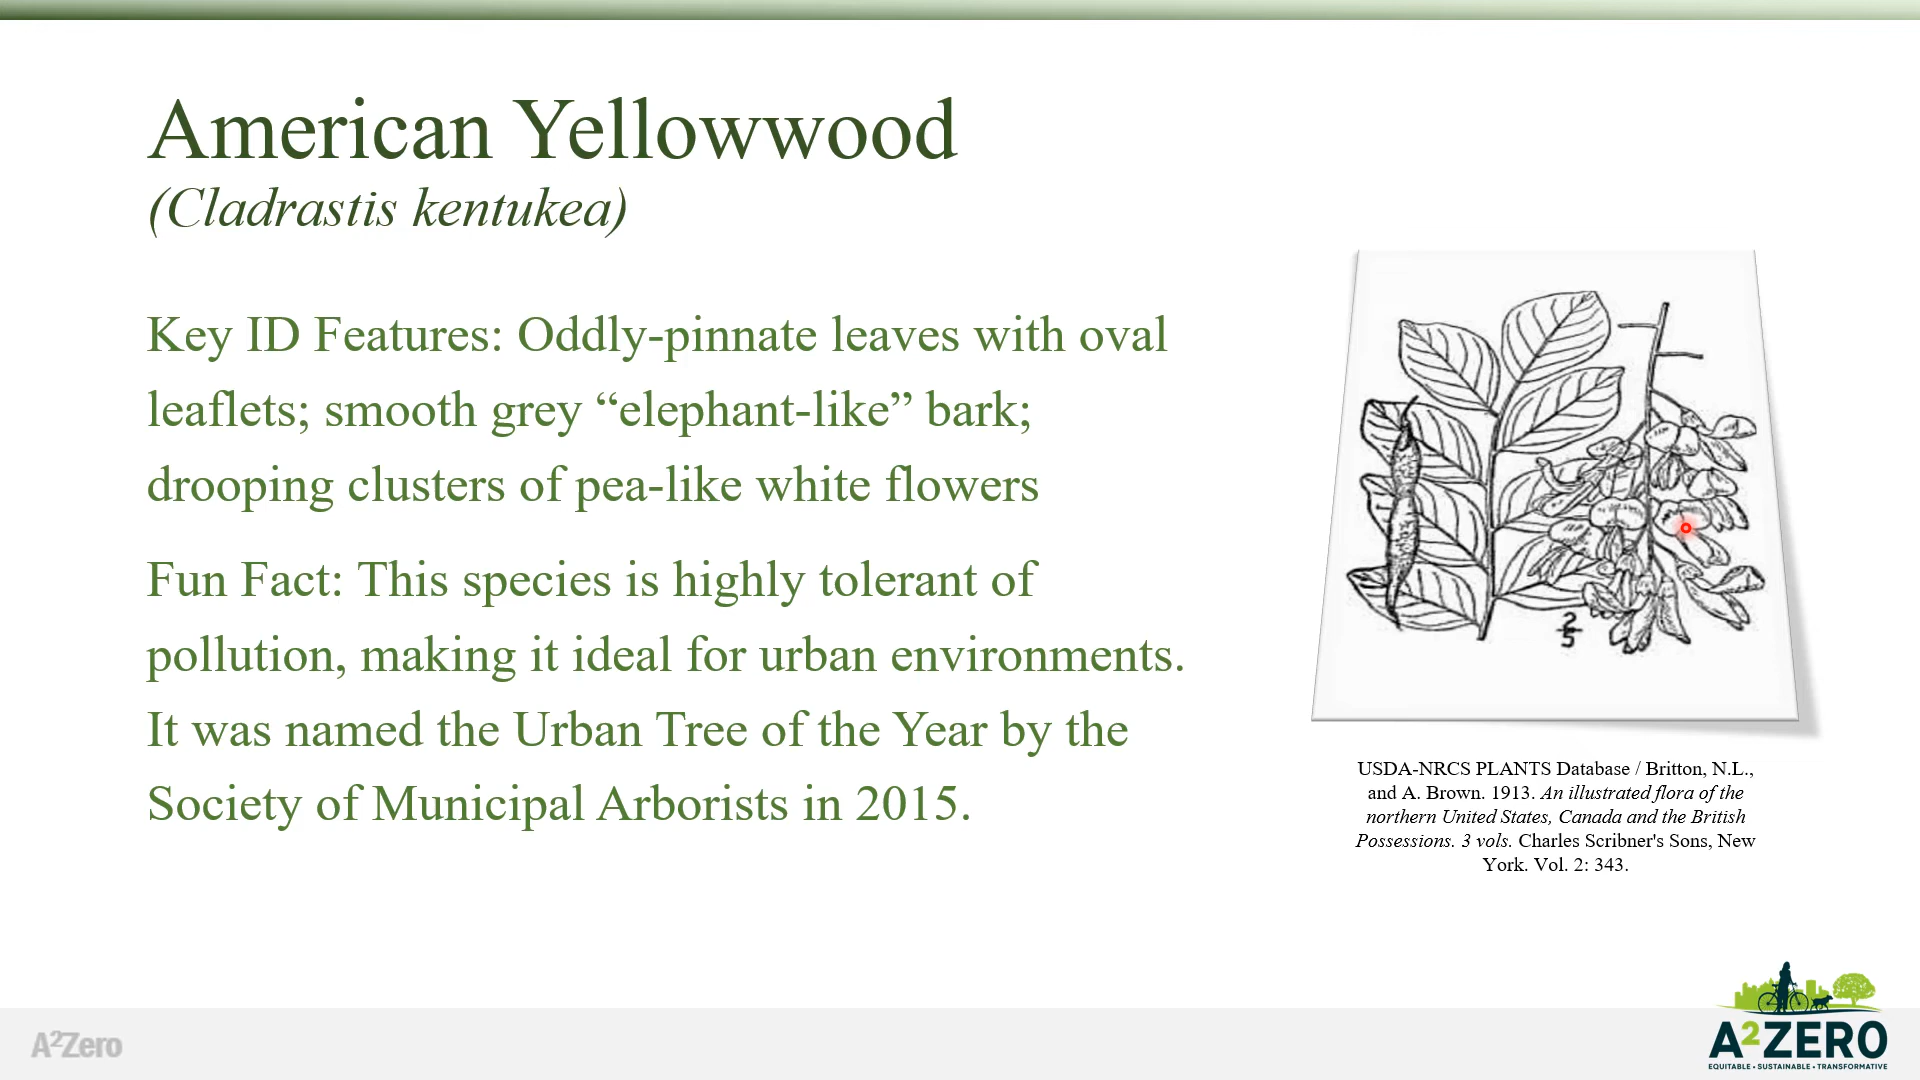 American Yellowwood
(Cladrastis kentukea)
Key ID Features: Oddly-pinnate leaves with oval
leaflets; smooth grey “elephant-like” bark;
drooping clusters of pea-like white flowers
Fun Fact: This species is highly tolerant of
pollution, making it ideal for urban environments.
It was named the Urban Tree of the Year by the
Society of Municipal Arborists in 2015.
2
5
USDA-NRCS PLANTS Database / Britton, N.L.,
and A. Brown. 1913. An illustrated flora of the
northern United States, Canada and the British
Possessions. 3 vols. Charles Scribner's Sons, New
York. Vol. 2: 343.
A²Zero
A²ZERO
EQUITABLE • SUSTAINABLE • TRANSFORMATIVE